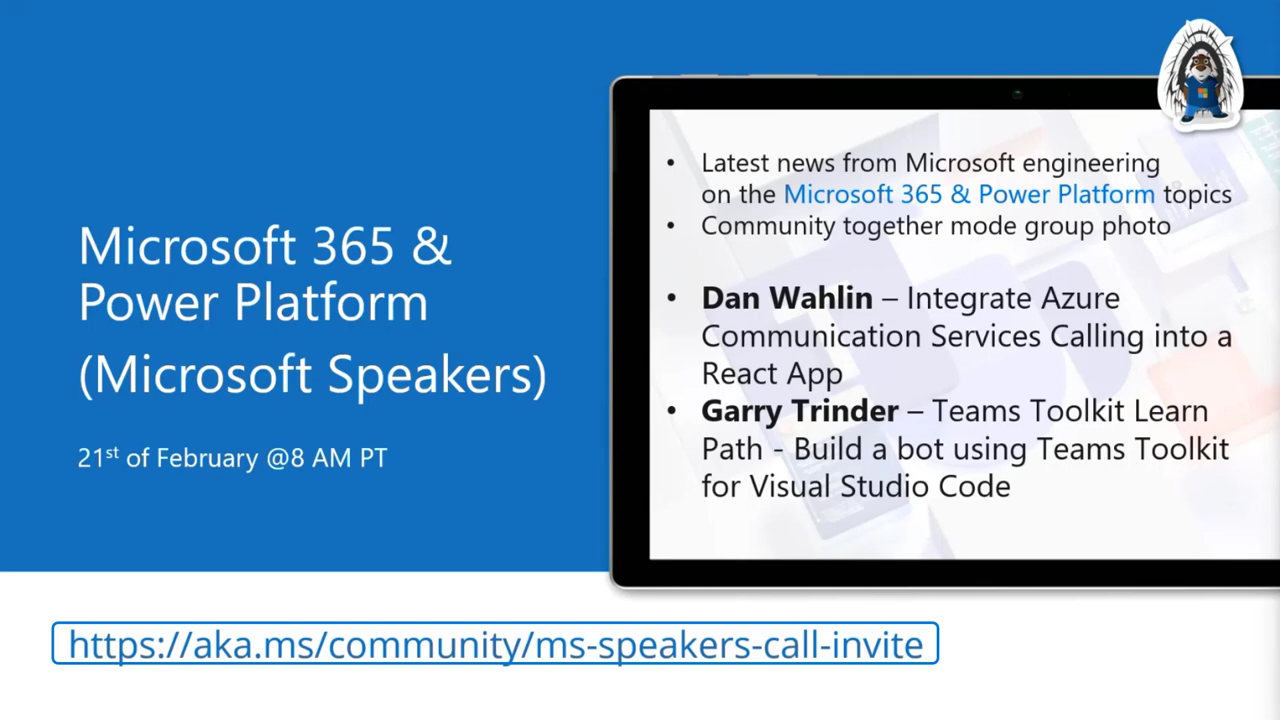 Microsoft 365 &
Power Platform
(Microsoft Speakers)
21st of February @8 AM PT
• Latest news from Microsoft engineering
on the Microsoft 365 & Power Platform topics
• Community together mode group photo
• Dan Wahlin – Integrate Azure
Communication Services Calling into a
React App
• Garry Trinder – Teams Toolkit Learn
Path - Build a bot using Teams Toolkit
for Visual Studio Code
https://aka.ms/community/ms-speakers-call-invite